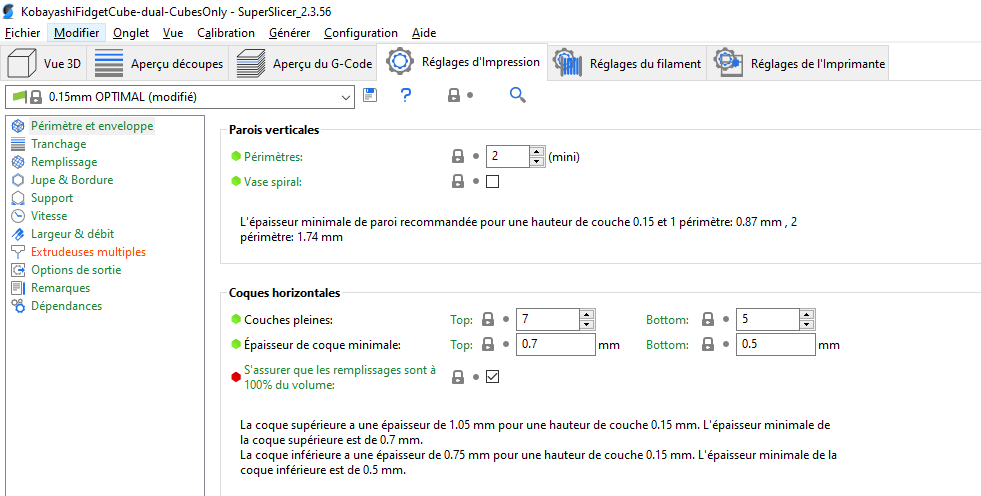 KobayashiFidgetCube-dual-CubesOnly - SuperSlicer_2.3.56
Fichier Modifier Onglet Vue Calibration Générer Configuration Aide
Vue 3D Aperçu découpes Aperçu du G-Code Réglages d'Impression Réglages du filament Réglages de l'Imprimante
0.15mm OPTIMAL (modifié)
Périmètre et enveloppe
Tranchage
Remplissage
Jupe & Bordure
Support
Vitesse
Largeur & débit
Extrudeuses multiples
Options de sortie
Remarques
Dépendances
Parois verticales
Périmètres: 2 (mini)
Vase spiral:
L'épaisseur minimale de paroi recommandée pour une hauteur de couche 0.15 et 1 périmètre: 0.87 mm , 2
périmètre: 1.74 mm
Coques horizontales
Couches pleines: Top: 7 Bottom: 5
Épaisseur de coque minimale: Top: 0.7 mm Bottom: 0.5 mm
S'assurer que les remplissages sont à
100% du volume:
La coque supérieure a une épaisseur de 1.05 mm pour une hauteur de couche 0.15 mm. L'épaisseur minimale de
la coque supérieure est de 0.7 mm.
La coque inférieure a une épaisseur de 0.75 mm pour une hauteur de couche 0.15 mm. L'épaisseur minimale de la
coque inférieure est de 0.5 mm.